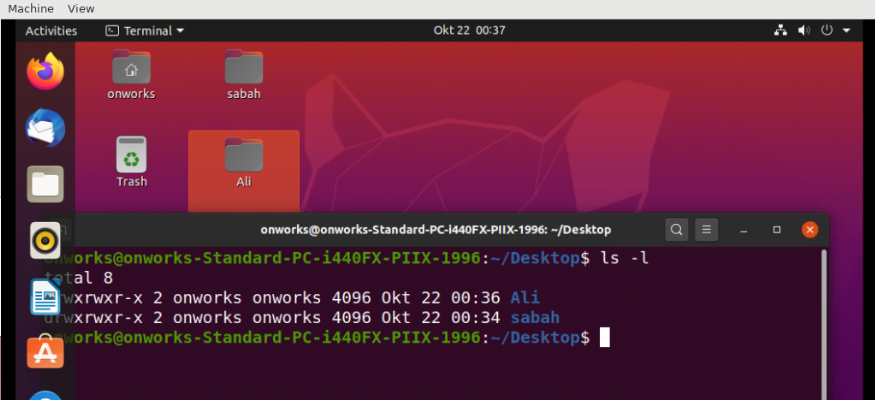 Machine View
Activities Terminal Okt 22 00:37
onworks sabah
Trash Ali
onworks@onworks-Standard-PC-i440FX-PIIX-1996: ~/Desktop
works@onworks-Standard-PC-i440FX-PIIX-1996:~/Desktop$ ls -l
total 8
rwxrwxr-x 2 onworks onworks 4096 Okt 22 00:36 Ali
drwxrwxr-x 2 onworks onworks 4096 Okt 22 00:34 sabah
works@onworks-Standard-PC-i440FX-PIIX-1996:~/Desktop$